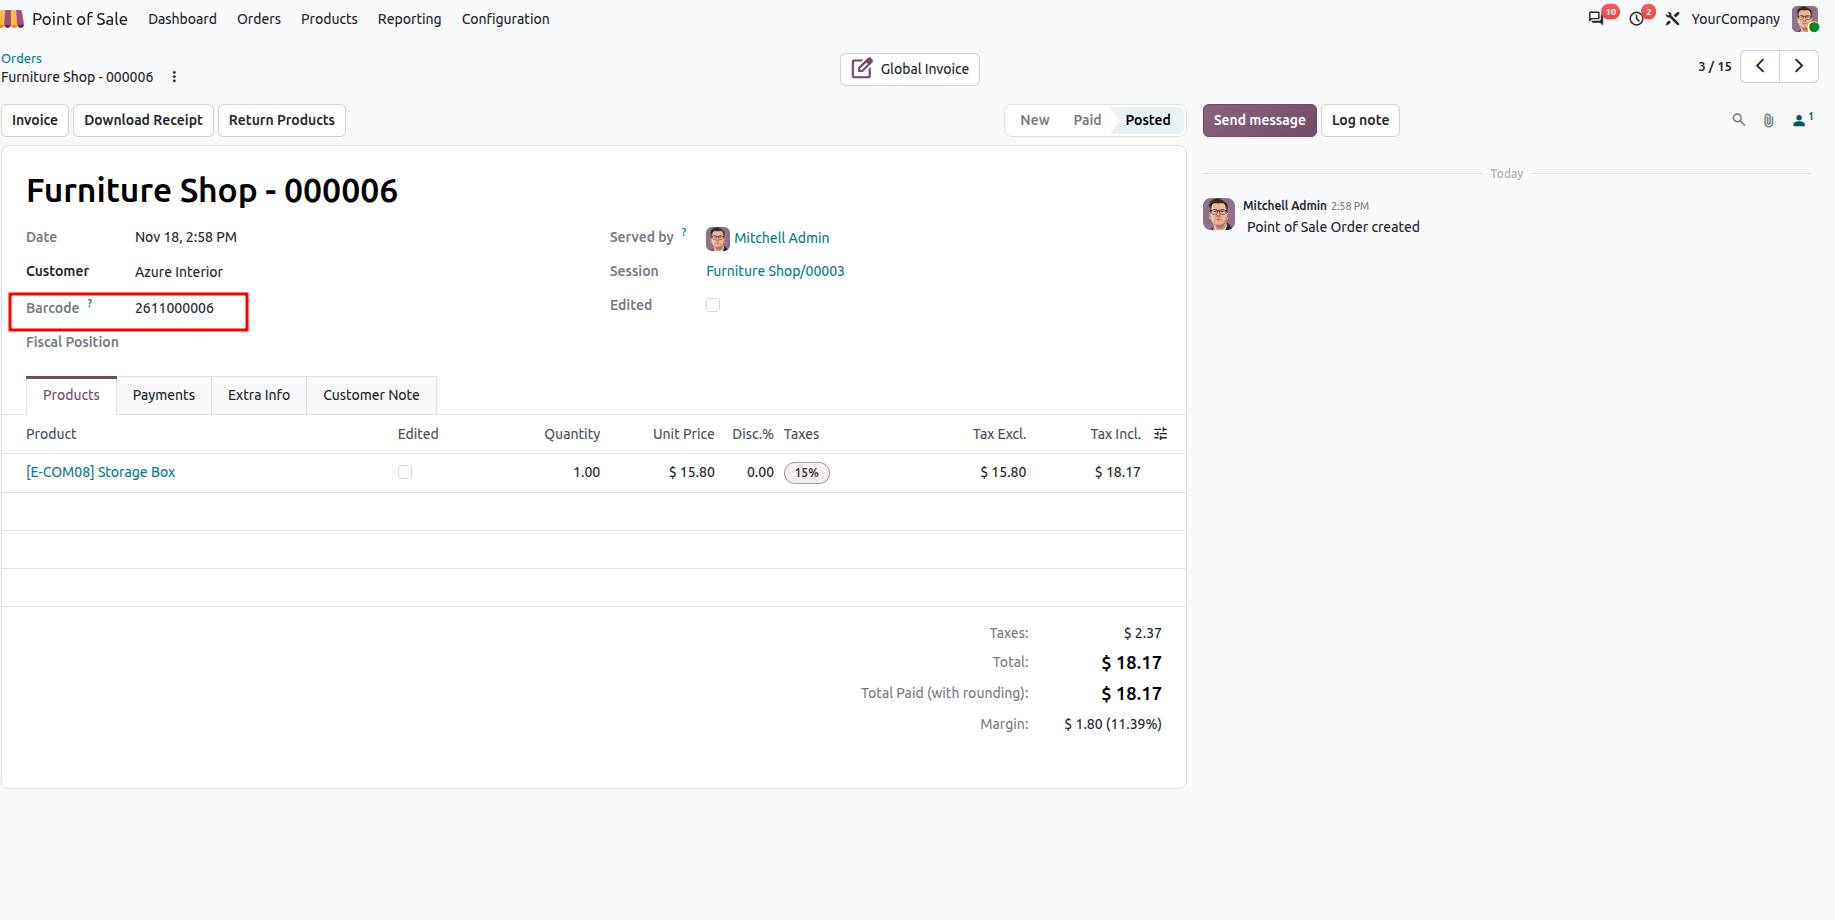 Point of Sale Dashboard Orders Products Reporting Configuration 10 2 YourCompany
Orders
Furniture Shop - 000006
Global Invoice
3 / 15
Invoice Download Receipt Return Products
New Paid Posted
Send message Log note
1
Today
Mitchell Admin 2:58 PM
Point of Sale Order created
Furniture Shop - 000006
Date Nov 18, 2:58 PM
Served by ? Mitchell Admin
Customer Azure Interior
Session Furniture Shop/00003
Barcode ? 2611000006
Edited
Fiscal Position
Products Payments Extra Info Customer Note
Product Edited Quantity Unit Price Disc.% Taxes Tax Excl. Tax Incl.
[E-COM08] Storage Box 1.00 $ 15.80 0.00 15% $ 15.80 $ 18.17
Taxes: $ 2.37
Total: $ 18.17
Total Paid (with rounding): $ 18.17
Margin: $ 1.80 (11.39%)